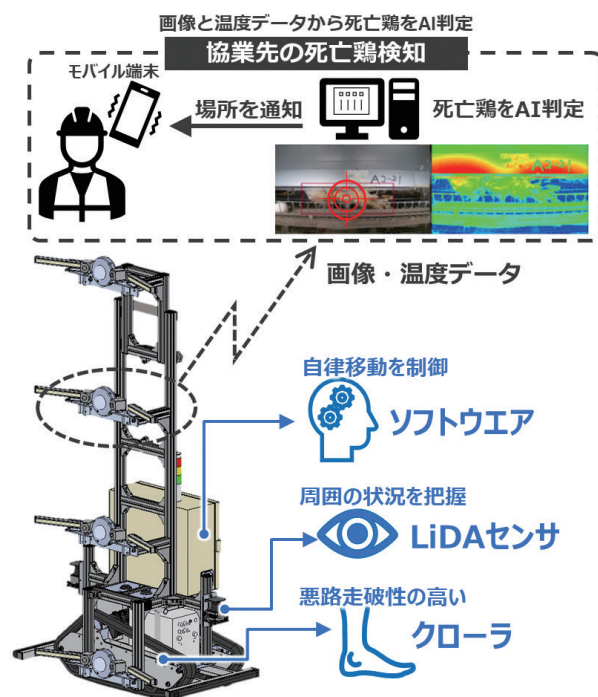 画像と温度データから死亡鶏をAI判定
協業先の死亡鶏検知
モバイル端末
場所を通知
死亡鶏をAI判定
A2-21
A2-21
画像・温度データ
自律移動を制御
ソフトウエア
周囲の状況を把握
LiDAセンサ
悪路走破性の高い
クローラ